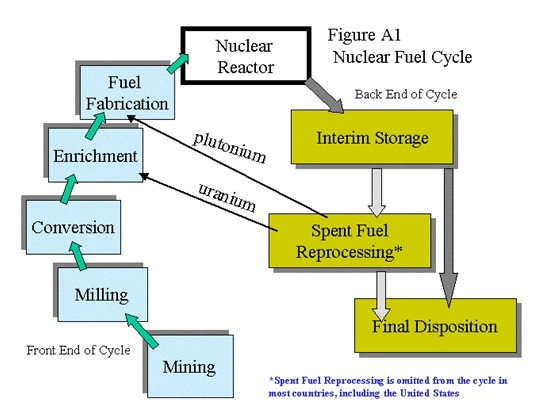 Figure A1
Nuclear Fuel Cycle
Nuclear
Reactor
Fuel
Fabrication
Back End of Cycle
Interim Storage
plutonium
Enrichment
uranium
Conversion
Spent Fuel
Reprocessing*
Milling
Final Disposition
Front End of Cycle
Mining
*Spent Fuel Reprocessing is omitted from the cycle in
most countries, including the United States